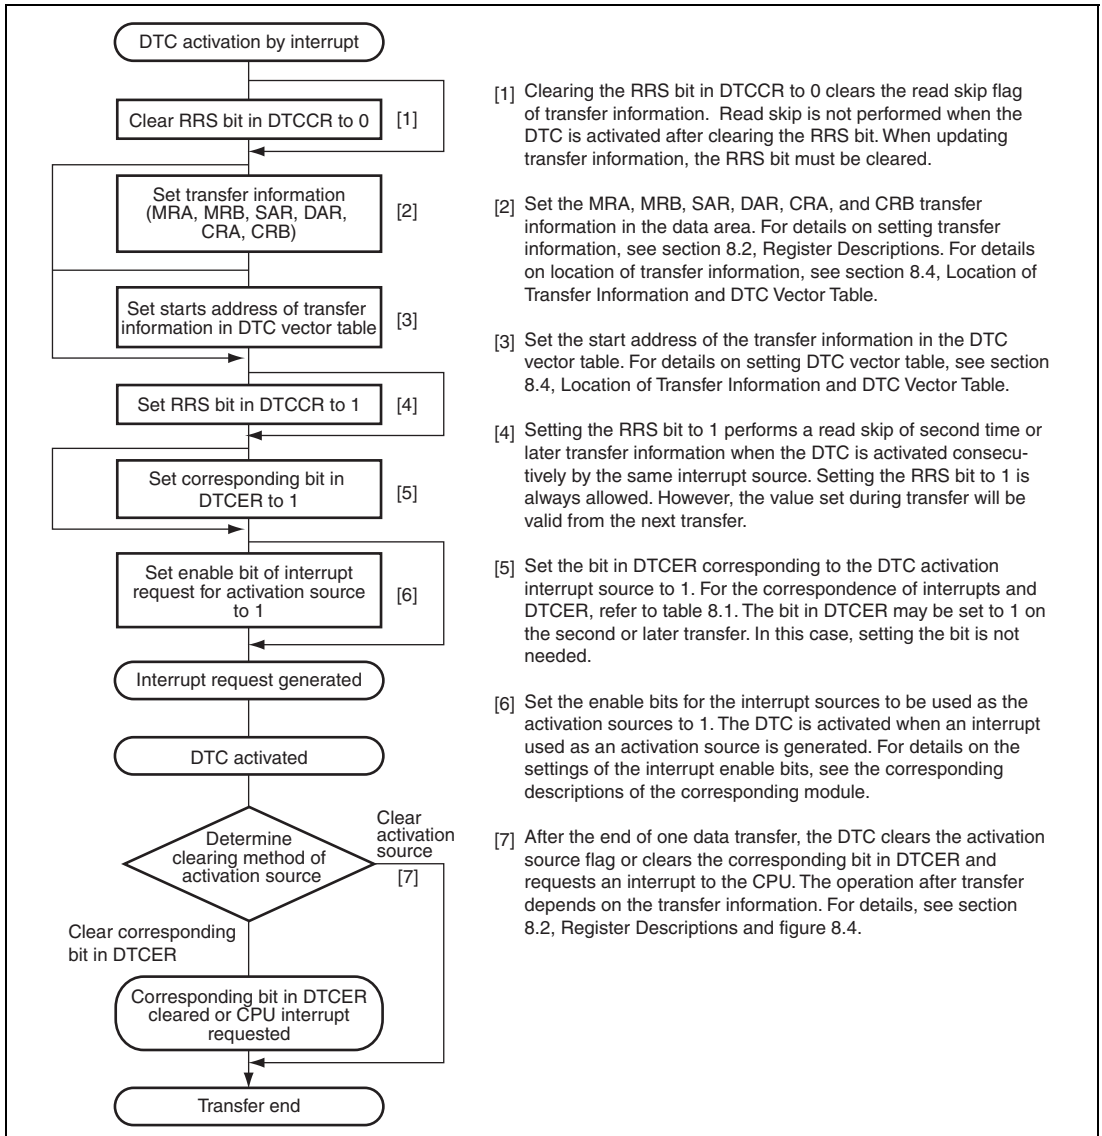 DTC activation by interrupt
Clear RRS bit in DTCCR to 0
[1]
Set transfer information
(MRA, MRB, SAR, DAR,
CRA, CRB)
[2]
Set starts address of transfer
information in DTC vector table
[3]
Set RRS bit in DTCCR to 1
[4]
Set corresponding bit in
DTCER to 1
[5]
Set enable bit of interrupt
request for activation source
to 1
[6]
Interrupt request generated
DTC activated
Determine
clearing method of
activation source
Clear
activation
source
[7]
Clear corresponding
bit in DTCER
Corresponding bit in DTCER
cleared or CPU interrupt
requested
Transfer end
[1] Clearing the RRS bit in DTCCR to 0 clears the read skip flag
of transfer information. Read skip is not performed when the
DTC is activated after clearing the RRS bit. When updating
transfer information, the RRS bit must be cleared.
[2] Set the MRA, MRB, SAR, DAR, CRA, and CRB transfer
information in the data area. For details on setting transfer
information, see section 8.2, Register Descriptions. For details
on location of transfer information, see section 8.4, Location of
Transfer Information and DTC Vector Table.
[3] Set the start address of the transfer information in the DTC
vector table. For details on setting DTC vector table, see section
8.4, Location of Transfer Information and DTC Vector Table.
[4] Setting the RRS bit to 1 performs a read skip of second time or
later transfer information when the DTC is activated consecu-
tively by the same interrupt source. Setting the RRS bit to 1 is
always allowed. However, the value set during transfer will be
valid from the next transfer.
[5] Set the bit in DTCER corresponding to the DTC activation
interrupt source to 1. For the correspondence of interrupts and
DTCER, refer to table 8.1. The bit in DTCER may be set to 1 on
the second or later transfer. In this case, setting the bit is not
needed.
[6] Set the enable bits for the interrupt sources to be used as the
activation sources to 1. The DTC is activated when an interrupt
used as an activation source is generated. For details on the
settings of the interrupt enable bits, see the corresponding
descriptions of the corresponding module.
[7] After the end of one data transfer, the DTC clears the activation
source flag or clears the corresponding bit in DTCER and
requests an interrupt to the CPU. The operation after transfer
depends on the transfer information. For details, see section
8.2, Register Descriptions and figure 8.4.